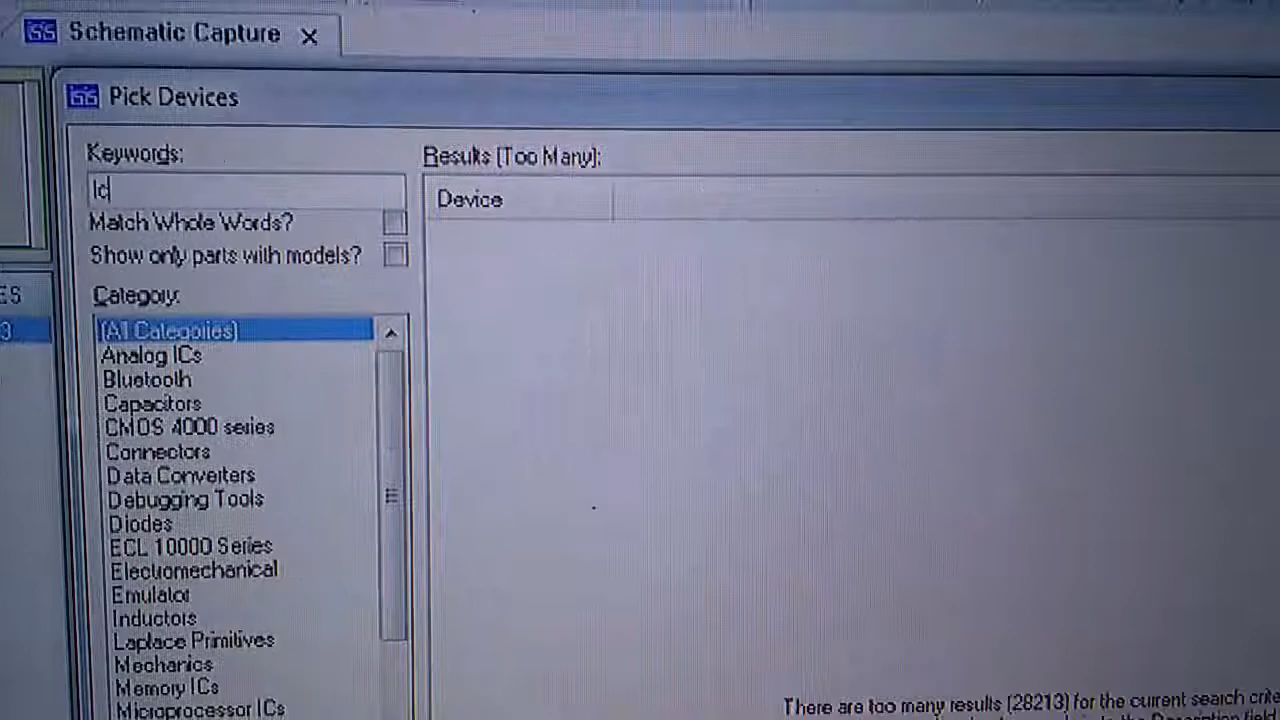 Schematic Capture
Pick Devices
Keywords:
lc
Match Whole Words?
Show only parts with models?
Category:
(All Categories)
Analog ICs
Bluetooth
Capacitors
CMOS 4000 series
Connectors
Data Converters
Debugging Tools
Diodes
ECL 10000 Series
Electromechanical
Emulator
Inductors
Laplace Primitives
Mechanics
Memory ICs
Microprocessor ICs
Results (Too Many):
Device
There are too many results (28213) for the current search crite
ES
3